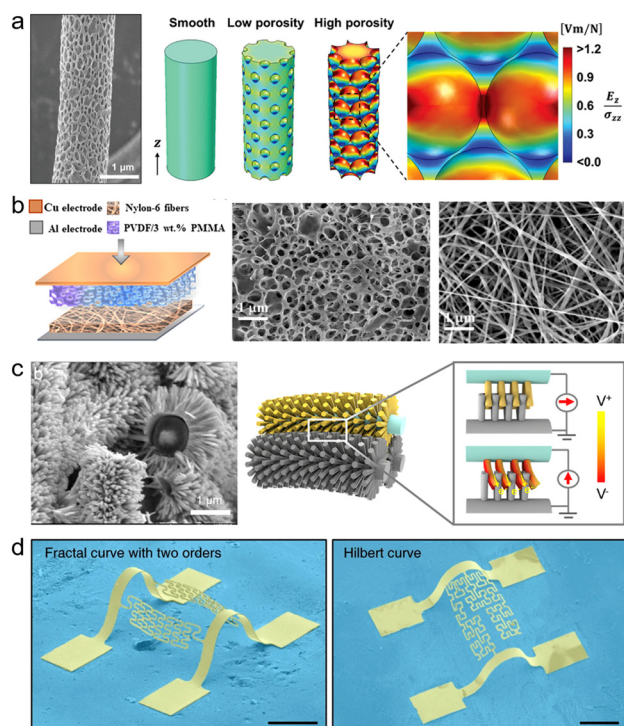 a
Smooth
Low porosity
High porosity
[Vm/N]
>1.2
0.9
0.6
0.3
<0.0
E_z
σ_zz
z
1 μm
b
Cu electrode
Nylon-6 fibers
Al electrode
PVDF/3 wt.% PMMA
1 μm
1 μm
c
b
1 μm
V+
V-
d
Fractal curve with two orders
Hilbert curve